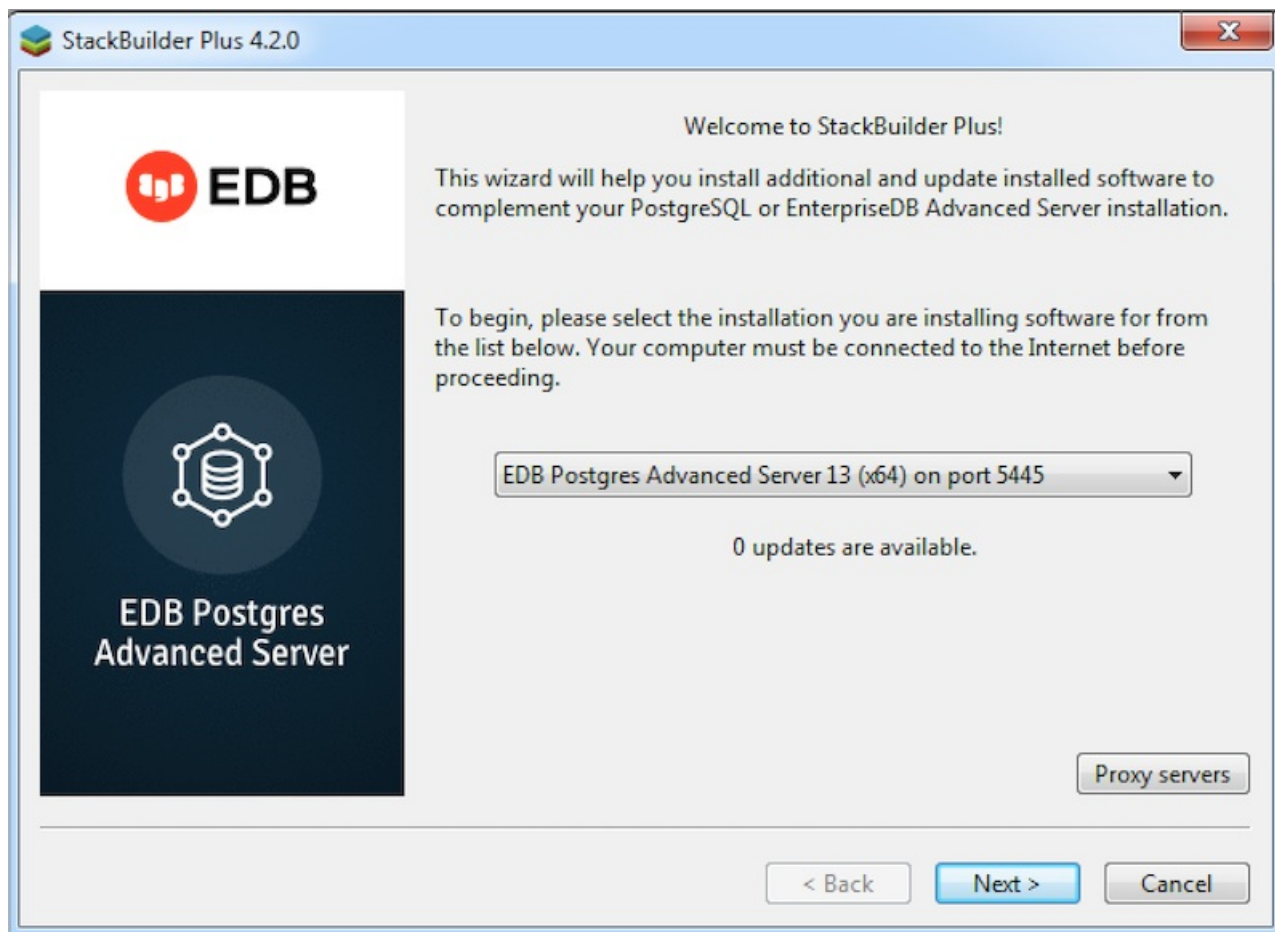 StackBuilder Plus 4.2.0
EDB
EDB Postgres
Advanced Server
Welcome to StackBuilder Plus!
This wizard will help you install additional and update installed software to
complement your PostgreSQL or EnterpriseDB Advanced Server installation.
To begin, please select the installation you are installing software for from
the list below. Your computer must be connected to the Internet before
proceeding.
EDB Postgres Advanced Server 13 (x64) on port 5445
0 updates are available.
Proxy servers
< Back Next > Cancel